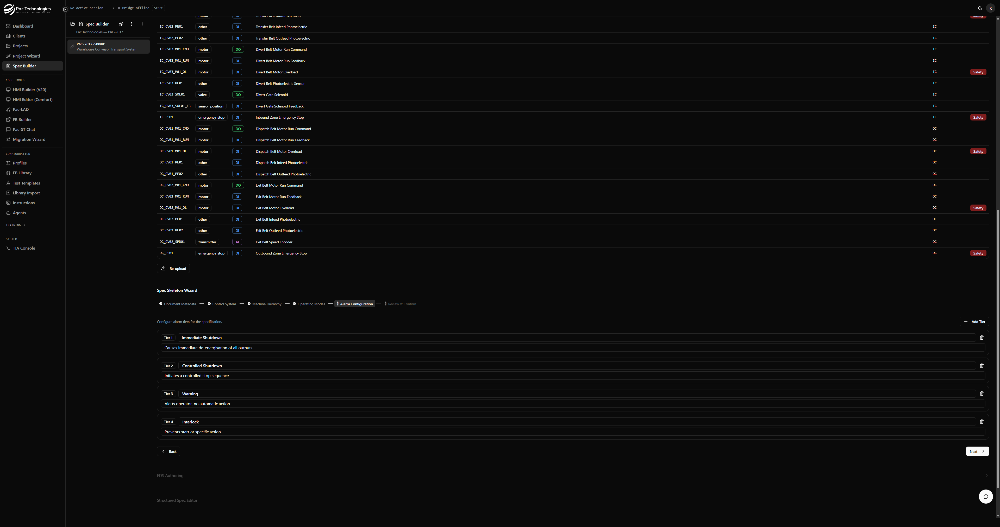 Pac Technologies
PROCESS AUTOMATION CONTROL
No active session
Bridge offline
Start
K
Dashboard
Clients
Projects
Project Wizard
Spec Builder
CODE TOOLS
HMI Builder (V20)
HMI Editor (Comfort)
Pac-LAD
FB Builder
Pac-ST Chat
Migration Wizard
CONFIGURATION
Profiles
FB Library
Test Templates
Library Import
Instructions
Agents
TRAINING
SYSTEM
TIA Console
Spec Builder
Pac Technologies — PAC-2617
PAC-2617-500801
Warehouse Conveyor Transport System
IC_CV02_PE01 other DI Transfer Belt Infeed Photoelectric IC
IC_CV02_PE02 other DI Transfer Belt Outfeed Photoelectric IC
IC_CV03_M01_CMD motor DO Divert Belt Motor Run Command IC
IC_CV03_M01_RUN motor DI Divert Belt Motor Run Feedback IC
IC_CV03_M01_OL motor DI Divert Belt Motor Overload IC Safety
IC_CV03_PE01 other DI Divert Belt Photoelectric Sensor IC
IC_CV03_SOL01 valve DO Divert Gate Solenoid IC
IC_CV03_SOL01_FB sensor_position DI Divert Gate Solenoid Feedback IC
IC_ES01 emergency_stop DI Inbound Zone Emergency Stop IC Safety
OC_CV01_M01_CMD motor DO Dispatch Belt Motor Run Command OC
OC_CV01_M01_RUN motor DI Dispatch Belt Motor Run Feedback OC
OC_CV01_M01_OL motor DI Dispatch Belt Motor Overload OC Safety
OC_CV01_PE01 other DI Dispatch Belt Infeed Photoelectric OC
OC_CV01_PE02 other DI Dispatch Belt Outfeed Photoelectric OC
OC_CV02_M01_CMD motor DO Exit Belt Motor Run Command OC
OC_CV02_M01_RUN motor DI Exit Belt Motor Run Feedback OC
OC_CV02_M01_OL motor DI Exit Belt Motor Overload OC Safety
OC_CV02_PE01 other DI Exit Belt Infeed Photoelectric OC
OC_CV02_PE02 other DI Exit Belt Outfeed Photoelectric OC
OC_CV02_SPD01 transmitter AI Exit Belt Speed Encoder OC
OC_ES01 emergency_stop DI Outbound Zone Emergency Stop OC Safety
Re-upload
Spec Skeleton Wizard
Document Metadata — Control System — Machine Hierarchy — Operating Modes — 5 Alarm Configuration — 6 Review & Confirm
Configure alarm tiers for the specification.
Add Tier
Tier 1 Immediate Shutdown
Causes immediate de-energisation of all outputs
Tier 2 Controlled Shutdown
Initiates a controlled stop sequence
Tier 3 Warning
Alerts operator, no automatic action
Tier 4 Interlock
Prevents start or specific action
Back
Next
FDS Authoring
Structured Spec Editor